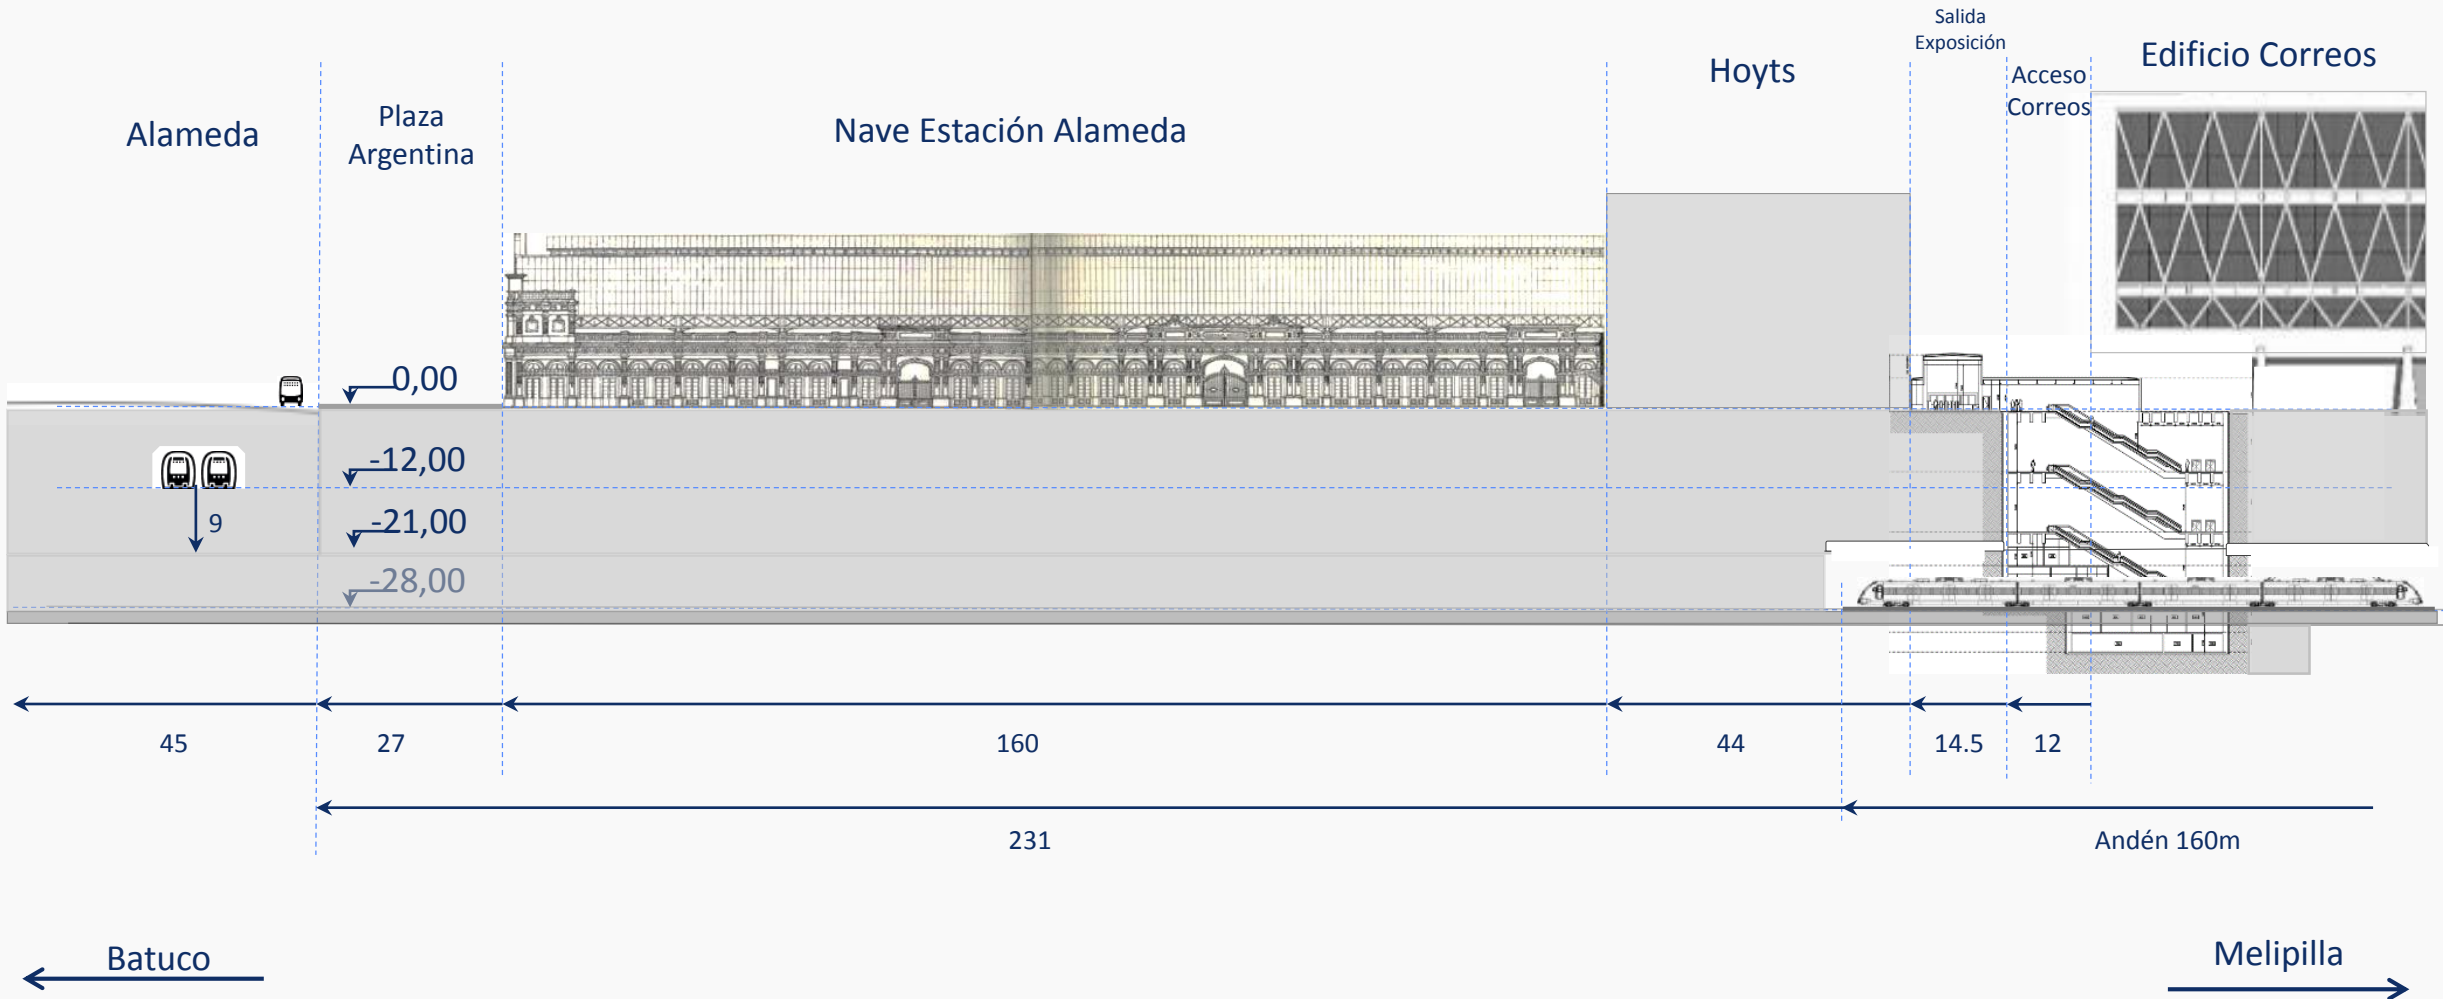 Salida
Exposición
Edificio Correos
Hoyts
Acceso
Correos
Plaza
Argentina
Alameda
Nave Estación Alameda
0,00
-12,00
-21,00
9
-28,00
45
27
160
44
14.5
12
231
Andén 160m
Batuco
Melipilla